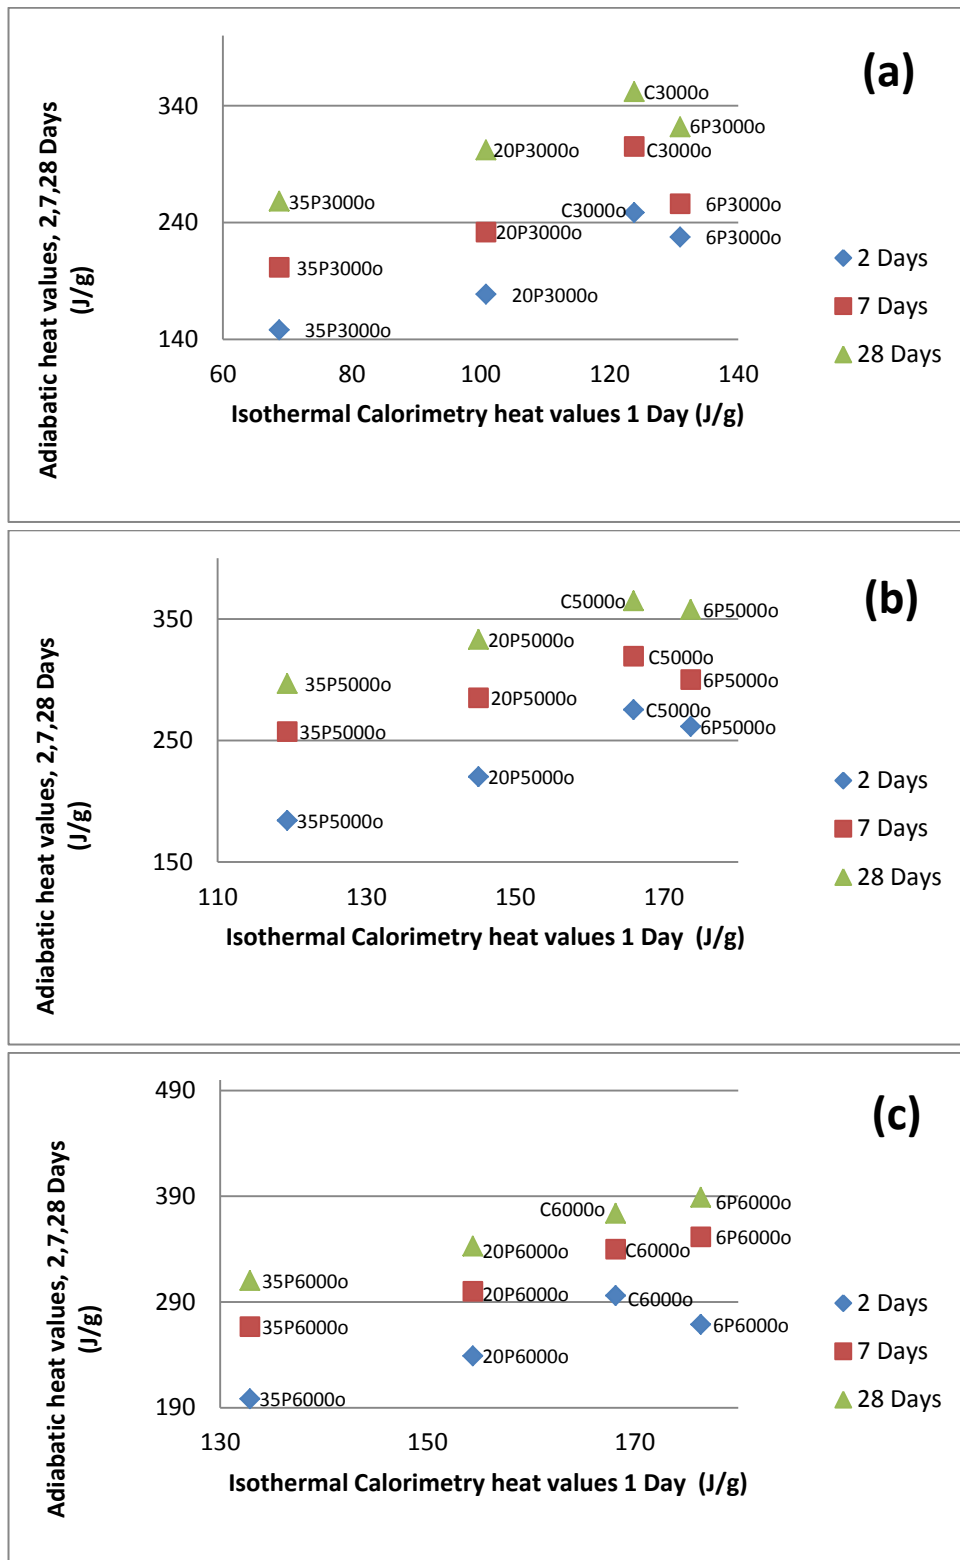 (a)
Adiabatic heat values, 2,7,28 Days
(J/g)
340
240
140
C3000o
6P3000o
20P3000o
C3000o
35P3000o
6P3000o
C3000o
20P3000o
6P3000o
35P3000o
20P3000o
35P3000o
2 Days
7 Days
28 Days
60 80 100 120 140
Isothermal Calorimetry heat values 1 Day (J/g)
(b)
Adiabatic heat values, 2,7,28 Days
(J/g)
350
250
150
C5000o
6P5000o
20P5000o
C5000o
35P5000o
6P5000o
20P5000o
C5000o
6P5000o
35P5000o
20P5000o
35P5000o
2 Days
7 Days
28 Days
110 130 150 170
Isothermal Calorimetry heat values 1 Day (J/g)
(c)
Adiabatic heat values, 2,7,28 Days
(J/g)
490
390
290
190
C6000o
6P6000o
6P6000o
20P6000o
C6000o
35P6000o
20P6000o
C6000o
35P6000o
6P6000o
20P6000o
35P6000o
2 Days
7 Days
28 Days
130 150 170
Isothermal Calorimetry heat values 1 Day (J/g)